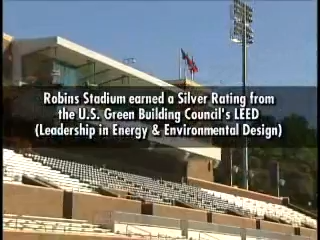 Robins Stadium earned a Silver Rating from
the U.S. Green Building Council's LEED
(Leadership in Energy & Environmental Design)